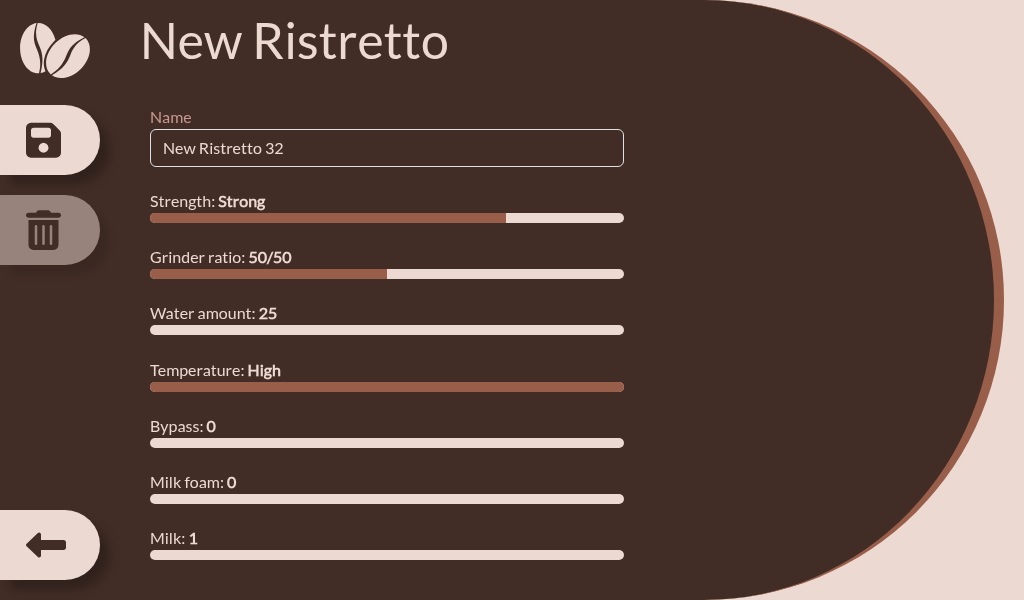 New Ristretto
Name
New Ristretto 32
Strength: Strong
Grinder ratio: 50/50
Water amount: 25
Temperature: High
Bypass: 0
Milk foam: 0
Milk: 1